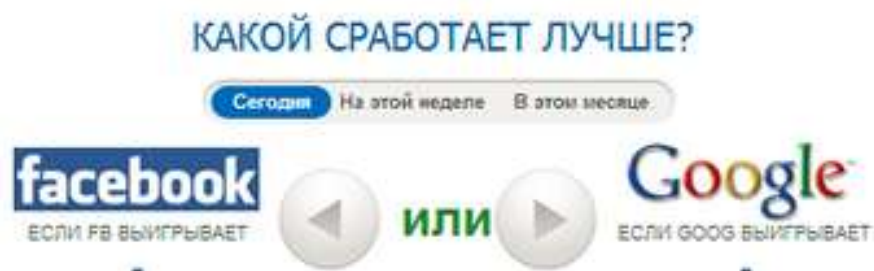 КАКОЙ СРАБОТАЕТ ЛУЧШЕ?
Сегодня На этой неделе В этом месяце
facebook или Google
ЕСЛИ FB ВЫИГРЫВАЕТ ЕСЛИ GOOG ВЫИГРЫВАЕТ